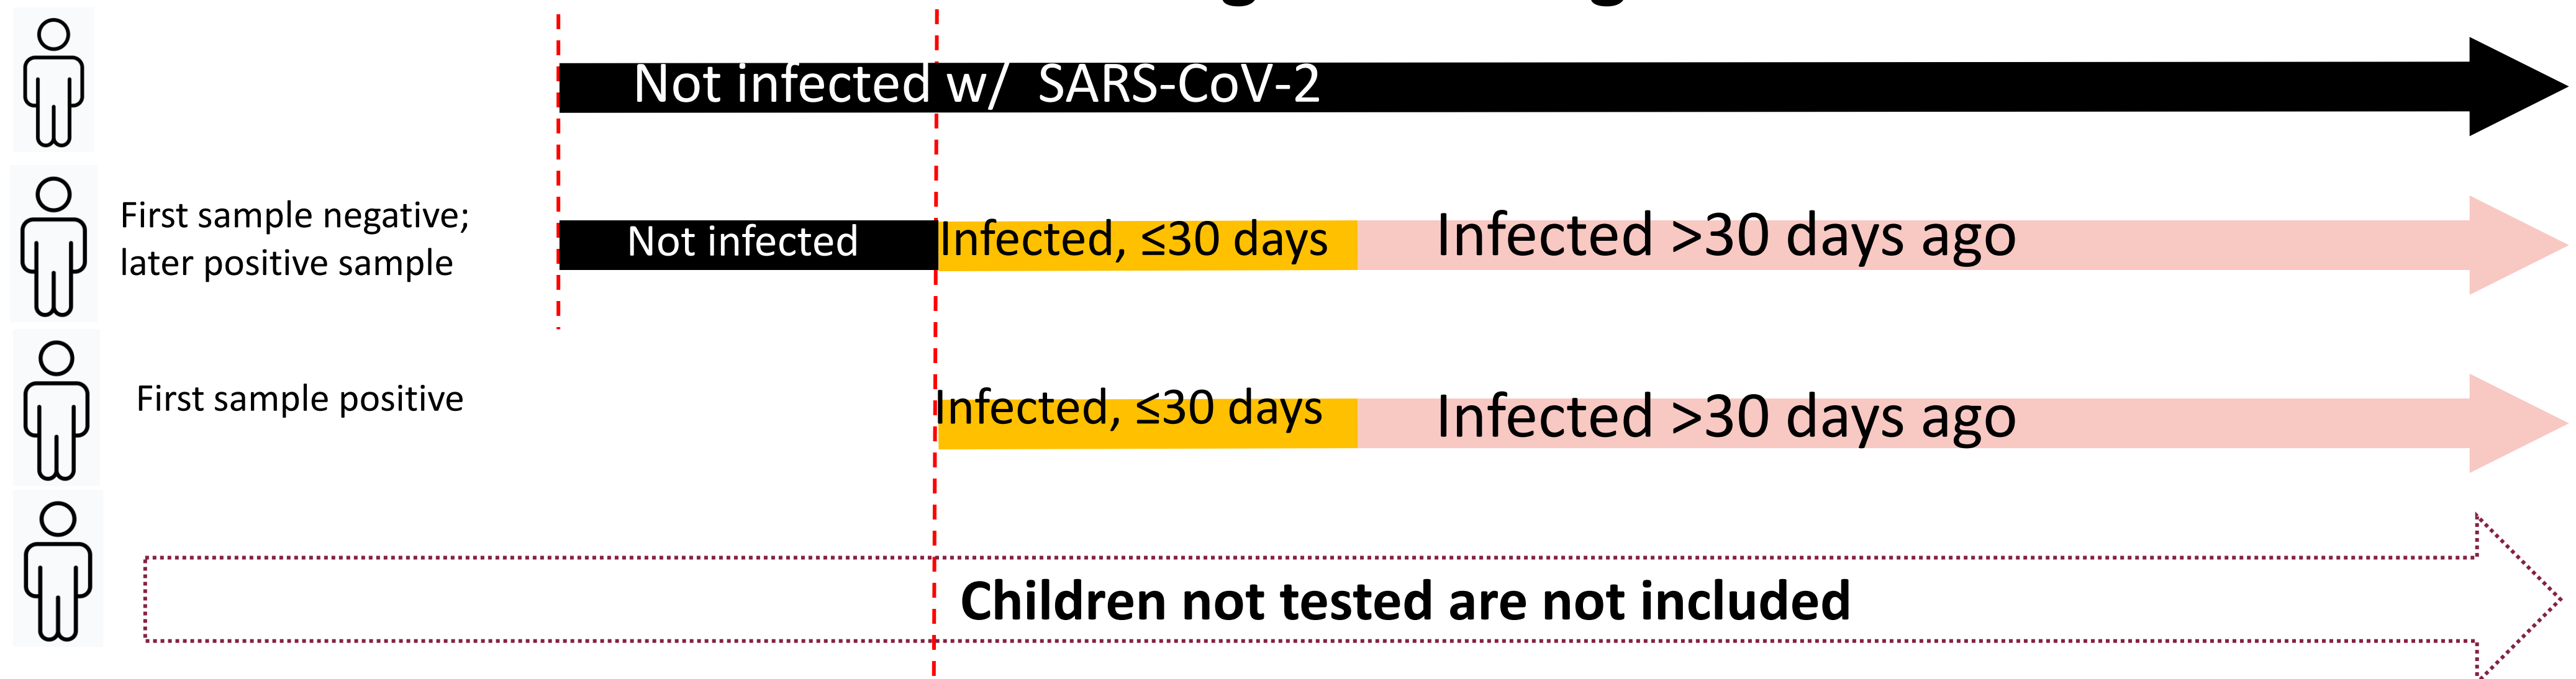 Not infected w/ SARS-CoV-2
First sample negative;
later positive sample
Not infected
Infected, ≤30 days
Infected >30 days ago
First sample positive
Infected, ≤30 days
Infected >30 days ago
Children not tested are not included